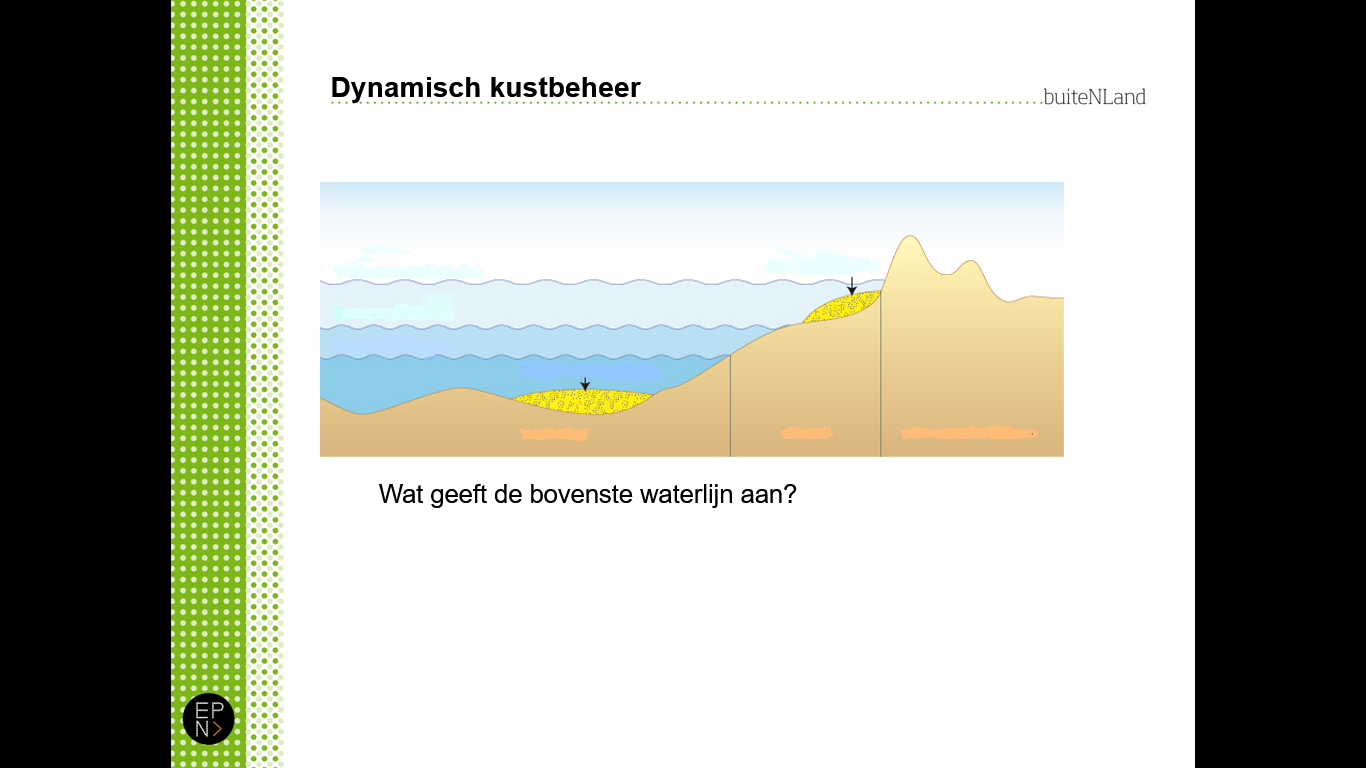 Dynamisch kustbeheer
buiteNLand
Wat geeft de bovenste waterlijn aan?
EP
N>